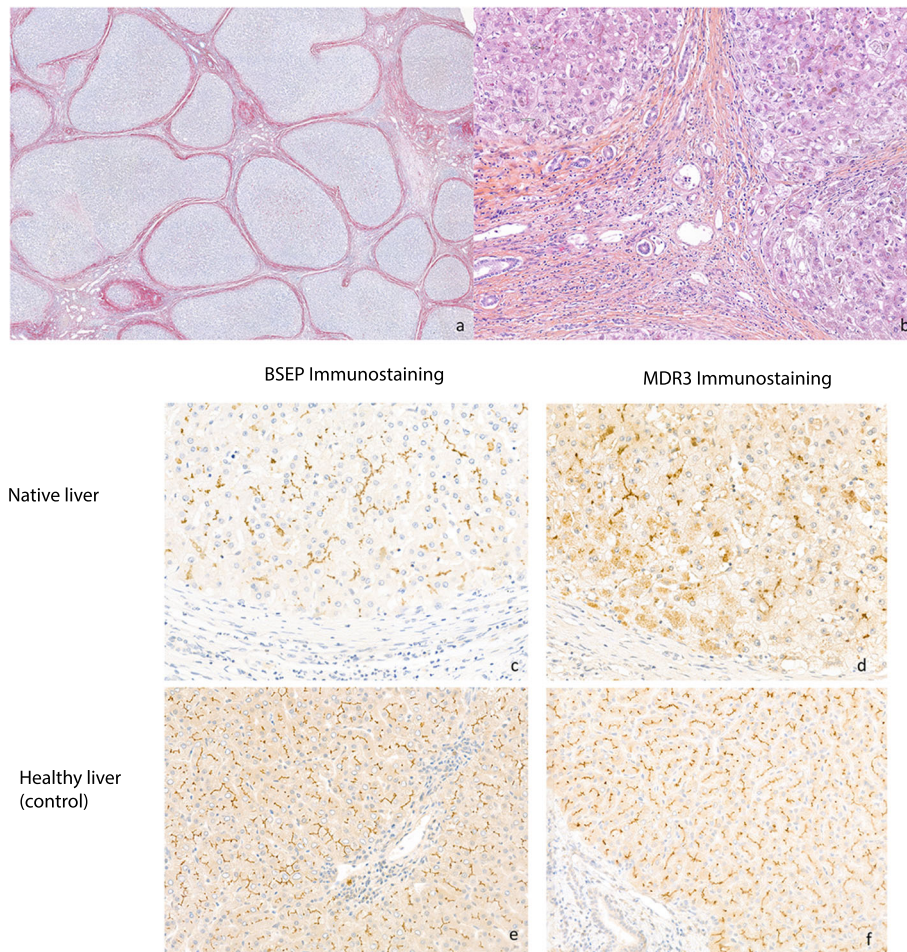 a
b
BSEP Immunostaining
MDR3 Immunostaining
Native liver
c
d
Healthy liver
(control)
e
f